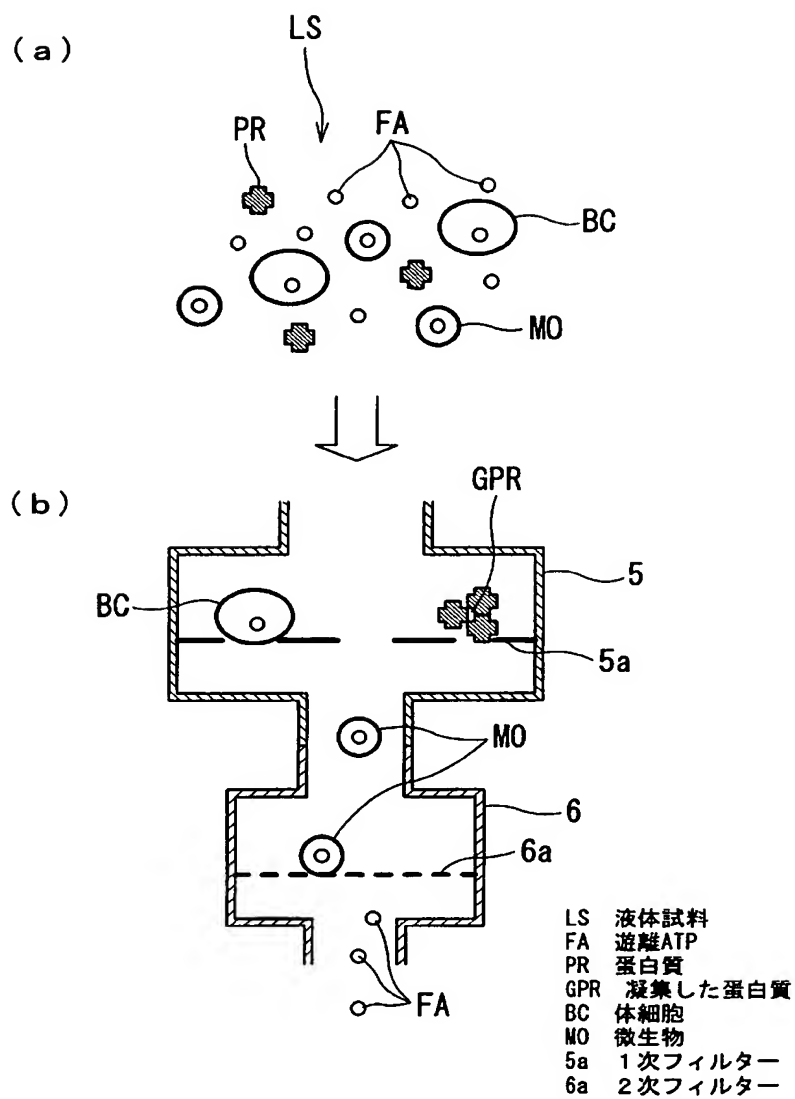 (a)
LS
PR
FA
BC
MO
(b)
GPR
BC
5
5a
MO
6
6a
FA
LS 液体試料
FA 遊離ATP
PR 蛋白質
GPR 凝集した蛋白質
BC 体細胞
MO 微生物
5a 1次フィルター
6a 2次フィルター